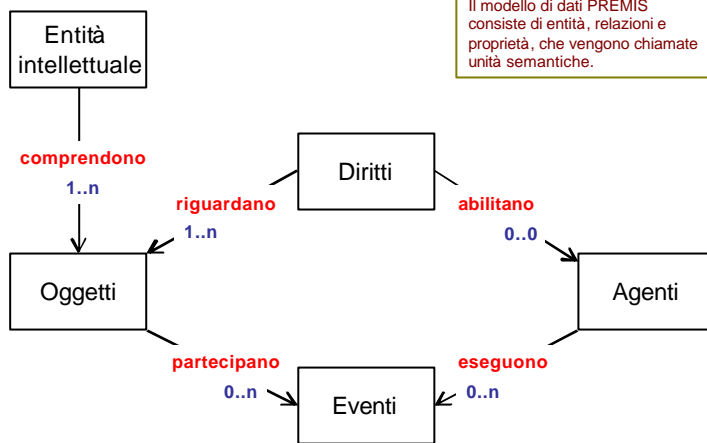 Il modello di dati PREMIS
consiste di entità, relazioni e
proprietà, che vengono chiamate
unità semantiche.
Entità
intellettuale
comprendono
1..n
Diritti
riguardano
1..n
abilitano
0..0
Oggetti
Agenti
partecipano
0..n
eseguono
0..n
Eventi